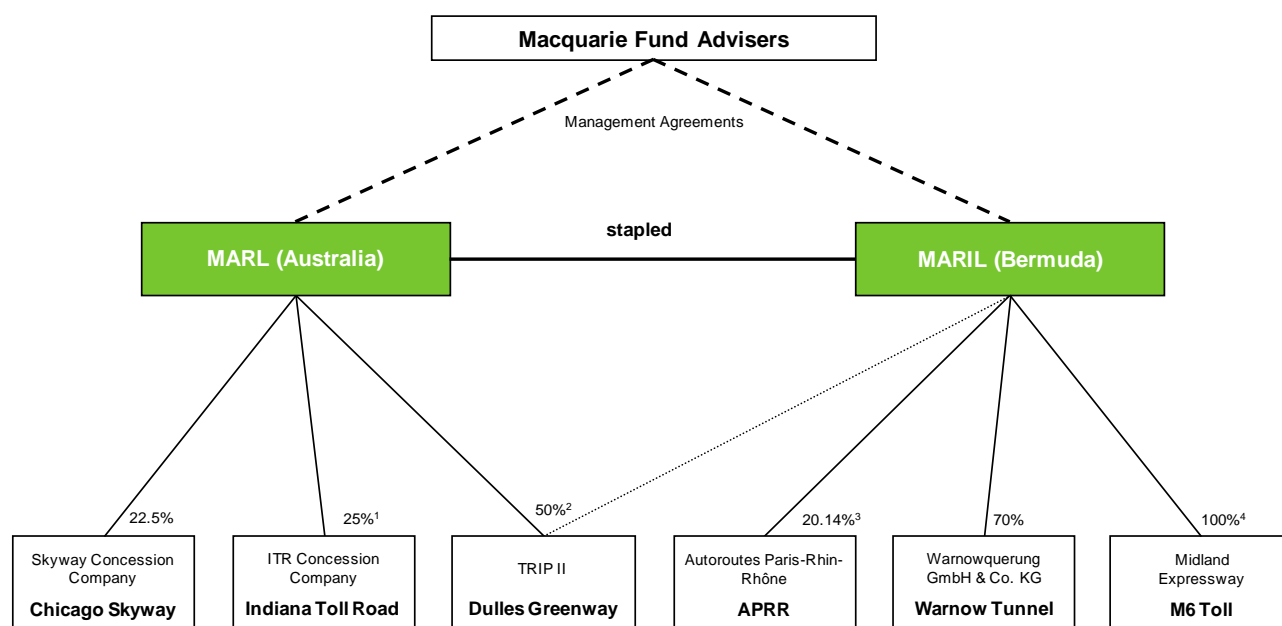 Macquarie Fund Advisers
Management Agreements
stapled
MARL (Australia)
MARIL (Bermuda)
22.5%
25%¹
50%²
20.14%³
70%
100%⁴
Skyway Concession
Company
Chicago Skyway
ITR Concession
Company
Indiana Toll Road
TRIP II
Dulles Greenway
Autoroutes Paris-Rhin-
Rhône
APRR
Warnowquerung
GmbH & Co. KG
Warnow Tunnel
Midland
Expressway
M6 Toll